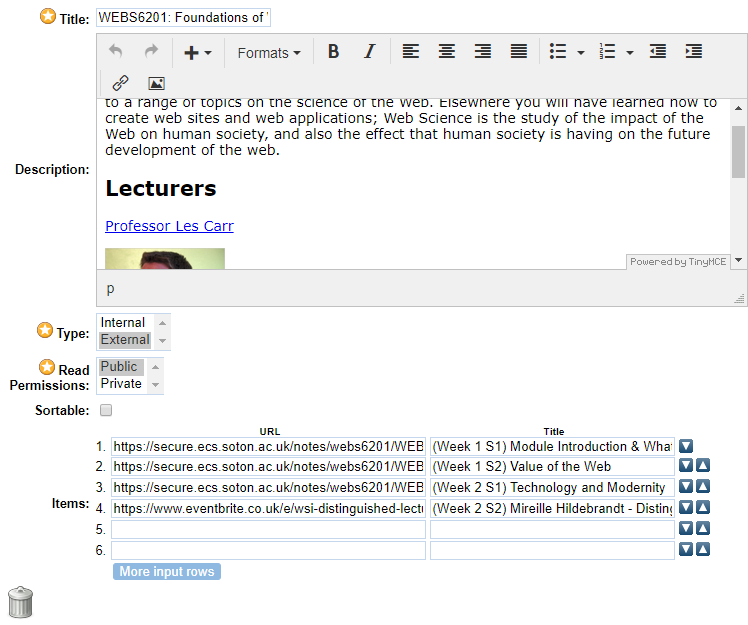 Title: WEBS6201: Foundations of
Formats
B I
to a range of topics on the science of the Web. Elsewhere you will have learned how to
create web sites and web applications; Web Science is the study of the impact of the
Web on human society, and also the effect that human society is having on the future
development of the web.
Description:
Lecturers
Professor Les Carr
Powered by TinyMCE
p
Type: Internal
External
Read Permissions: Public
Private
Sortable:
URL Title
Items:
1. https://secure.ecs.soton.ac.uk/notes/webs6201/WEB (Week 1 S1) Module Introduction & What
2. https://secure.ecs.soton.ac.uk/notes/webs6201/WEB (Week 1 S2) Value of the Web
3. https://secure.ecs.soton.ac.uk/notes/webs6201/WEB (Week 2 S1) Technology and Modernity
4. https://www.eventbrite.co.uk/e/wsi-distinguished-lectu (Week 2 S2) Mireille Hildebrandt - Disting
5.
6.
More input rows